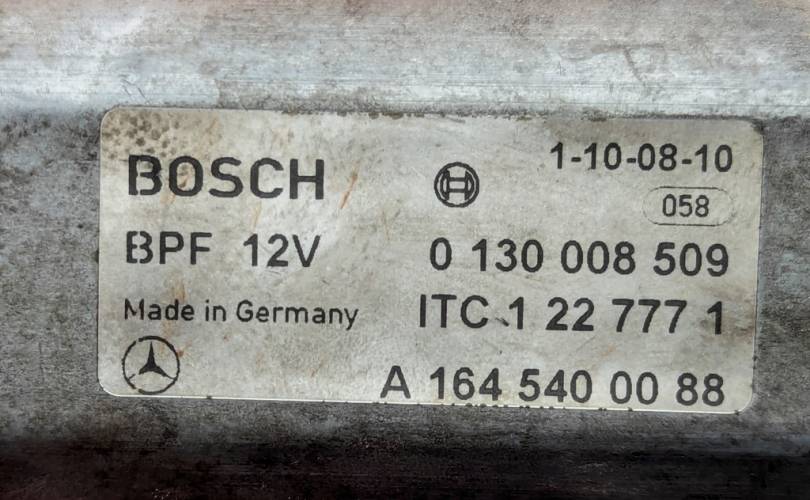 BOSCH
1-10-08-10
058
BPF 12V
0 130 008 509
Made in Germany
ITC 1 22 777 1
A 164 540 00 88